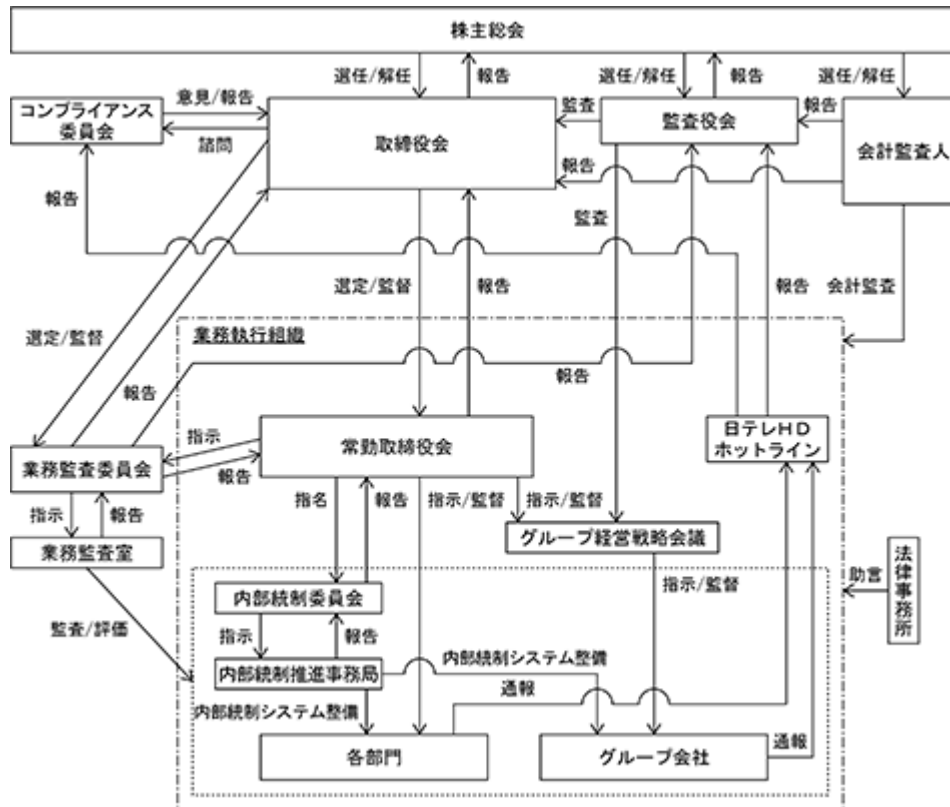 株主総会
選任/解任
報告
選任/解任
報告
選任/解任
コンプライアンス
委員会
意見/報告
諮問
取締役会
監査
監査役会
報告
会計監査人
報告
報告
監査
選定/監督
報告
報告
会計監査
選定/監督
業務執行組織
報告
報告
業務監査委員会
指示
報告
常勤取締役会
日テレHD
ホットライン
指示
報告
指名
報告
指示/監督
指示/監督
業務監査室
グループ経営戦略会議
法律事務所
助言
監査/評価
内部統制委員会
指示/監督
指示
報告
内部統制推進事務局
内部統制システム整備
通報
内部統制システム整備
各部門
グループ会社
通報